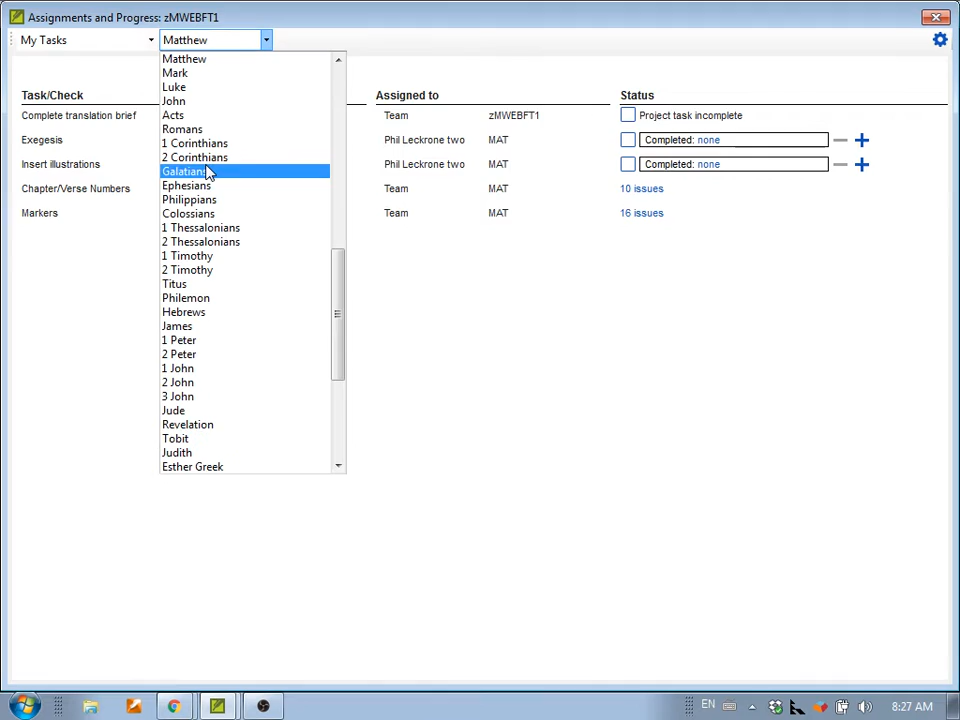 Assignments and Progress: zMWEBFT1
My Tasks Matthew
Matthew
Mark
Luke
John
Acts
Romans
1 Corinthians
2 Corinthians
Galatians
Ephesians
Philippians
Colossians
1 Thessalonians
2 Thessalonians
1 Timothy
2 Timothy
Titus
Philemon
Hebrews
James
1 Peter
2 Peter
1 John
2 John
3 John
Jude
Revelation
Tobit
Judith
Esther Greek
Task/Check Assigned to Status
Complete translation brief Team zMWEBFT1 Project task incomplete
Exegesis Phil Leckrone two MAT Completed: none
Insert illustrations Phil Leckrone two MAT Completed: none
Chapter/Verse Numbers Team MAT 10 issues
Markers Team MAT 16 issues
EN 8:27 AM